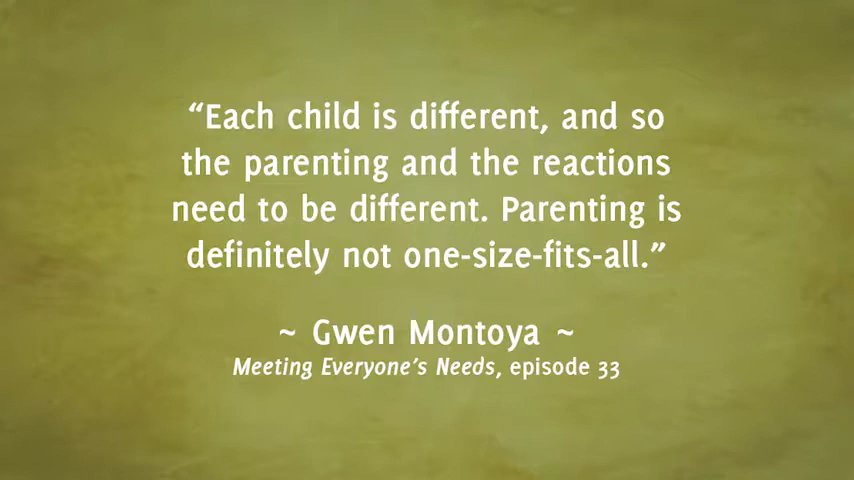 “Each child is different, and so
the parenting and the reactions
need to be different. Parenting is
definitely not one-size-fits-all.”
~ Gwen Montoya ~
Meeting Everyone’s Needs, episode 33